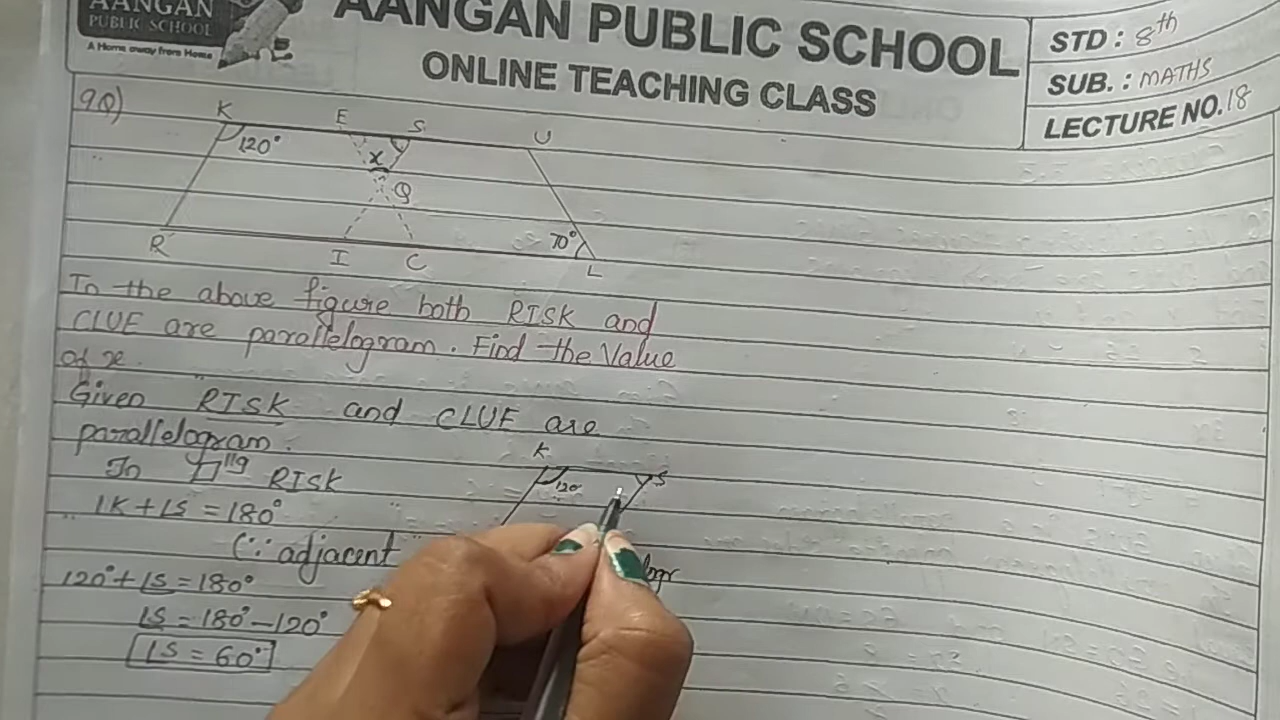 AANGAN
PUBLIC SCHOOL
A Home away from Home
AANGAN PUBLIC SCHOOL
ONLINE TEACHING CLASS
STD : 8th
SUB. : MATHS
LECTURE NO. 18
9Q)
K E S U
120°
x
Q
70°
R I C L
In the above figure both RISK and
CLUE are parallelogram. Find the Value
of x.
Given RISK and CLUE are
parallelogram.
K S
120°
In ▱ RISK
∠K + ∠S = 180°
(∵ adjacent
logr
120° + ∠S = 180°
∠S = 180° - 120°
∠S = 60°